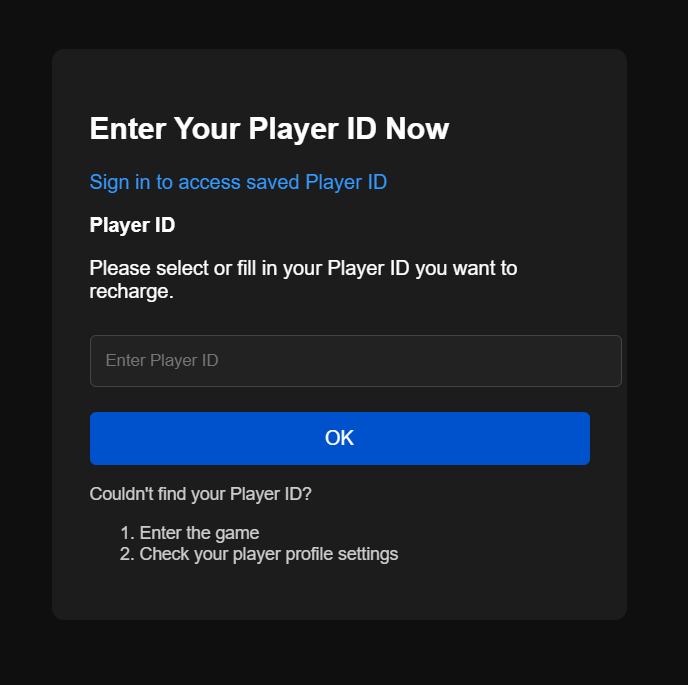 Enter Your Player ID Now
Sign in to access saved Player ID
Player ID
Please select or fill in your Player ID you want to
recharge.
Enter Player ID
OK
Couldn't find your Player ID?
1. Enter the game
2. Check your player profile settings